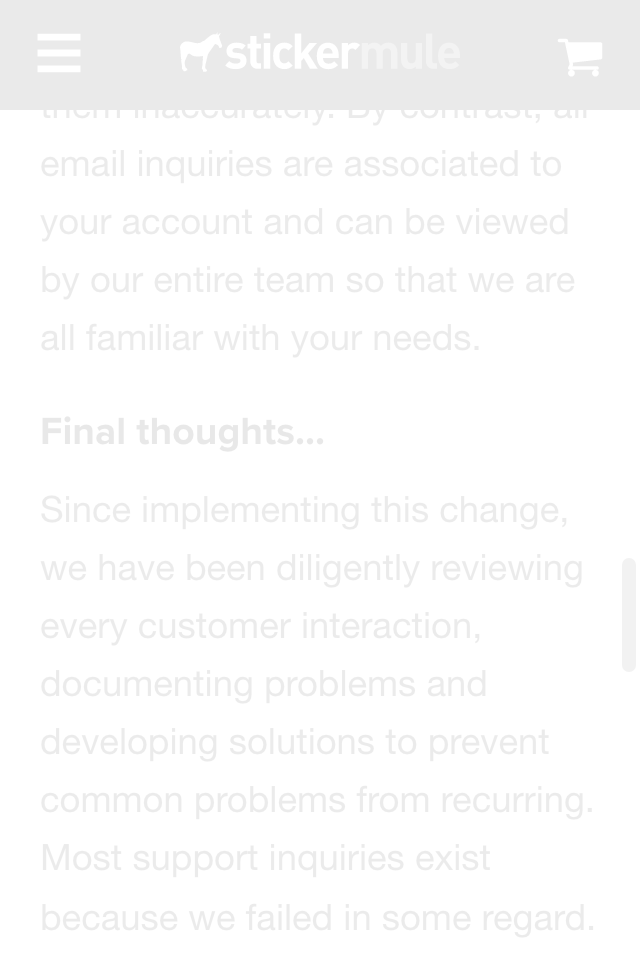 stickermule
them inaccurately. By contrast, all
email inquiries are associated to
your account and can be viewed
by our entire team so that we are
all familiar with your needs.
Final thoughts...
Since implementing this change,
we have been diligently reviewing
every customer interaction,
documenting problems and
developing solutions to prevent
common problems from recurring.
Most support inquiries exist
because we failed in some regard.